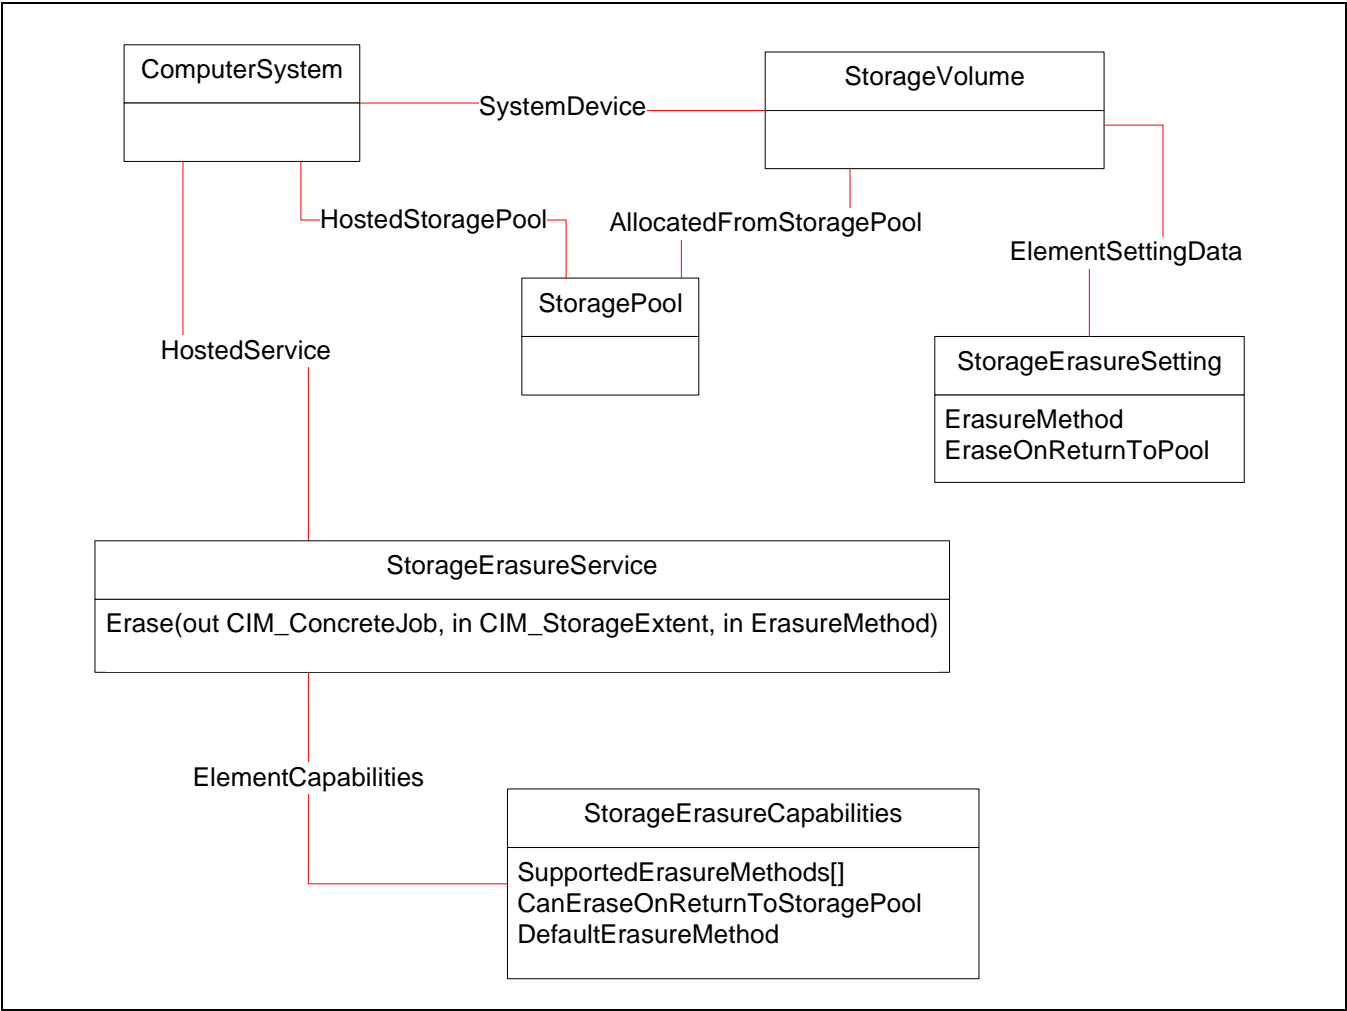 ComputerSystem
StorageVolume
SystemDevice
HostedStoragePool
AllocatedFromStoragePool
ElementSettingData
StoragePool
HostedService
StorageErasureSetting
ErasureMethod
EraseOnReturnToPool
StorageErasureService
Erase(out CIM_ConcreteJob, in CIM_StorageExtent, in ErasureMethod)
ElementCapabilities
StorageErasureCapabilities
SupportedErasureMethods[]
CanEraseOnReturnToStoragePool
DefaultErasureMethod